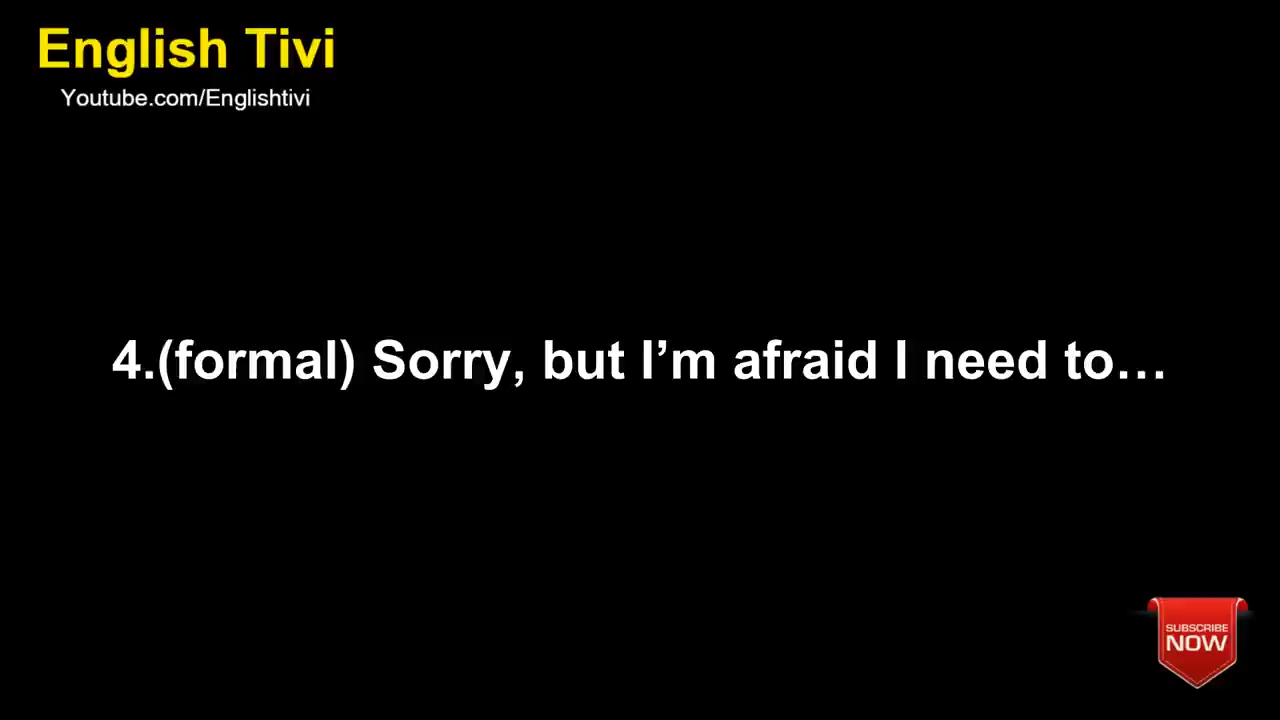 English Tivi
Youtube.com/Englishtivi
4.(formal) Sorry, but I’m afraid I need to…
SUBSCRIBE
NOW